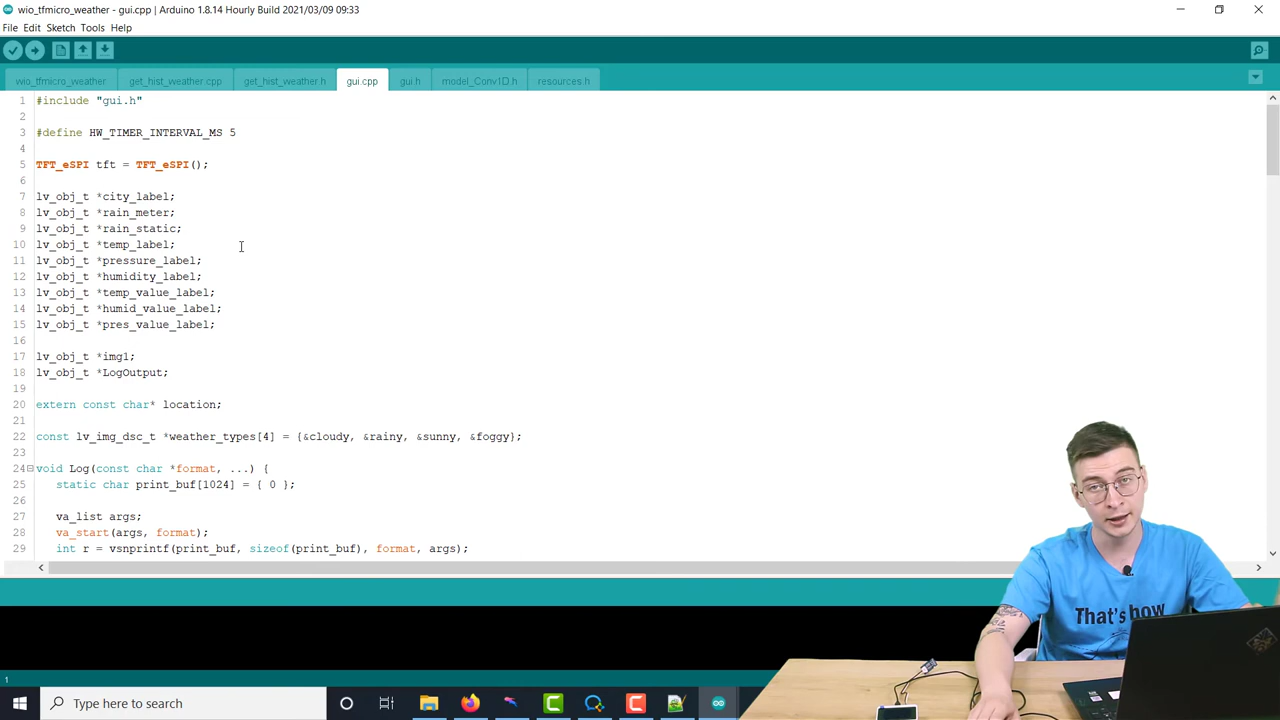 wio_tfmicro_weather - gui.cpp | Arduino 1.8.14 Hourly Build 2021/03/09 09:33
File Edit Sketch Tools Help
wio_tfmicro_weather get_hist_weather.cpp get_hist_weather.h gui.cpp gui.h model_Conv1D.h resources.h
1 #include "gui.h"
2
3 #define HW_TIMER_INTERVAL_MS 5
4
5 TFT_eSPI tft = TFT_eSPI();
6
7 lv_obj_t *city_label;
8 lv_obj_t *rain_meter;
9 lv_obj_t *rain_static;
10 lv_obj_t *temp_label;
11 lv_obj_t *pressure_label;
12 lv_obj_t *humidity_label;
13 lv_obj_t *temp_value_label;
14 lv_obj_t *humid_value_label;
15 lv_obj_t *pres_value_label;
16
17 lv_obj_t *img1;
18 lv_obj_t *LogOutput;
19
20 extern const char* location;
21
22 const lv_img_dsc_t *weather_types[4] = {&cloudy, &rainy, &sunny, &foggy};
23
24 void Log(const char *format, ...) {
25 static char print_buf[1024] = { 0 };
26
27 va_list args;
28 va_start(args, format);
29 int r = vsnprintf(print_buf, sizeof(print_buf), format, args);
That's how
1
Type here to search